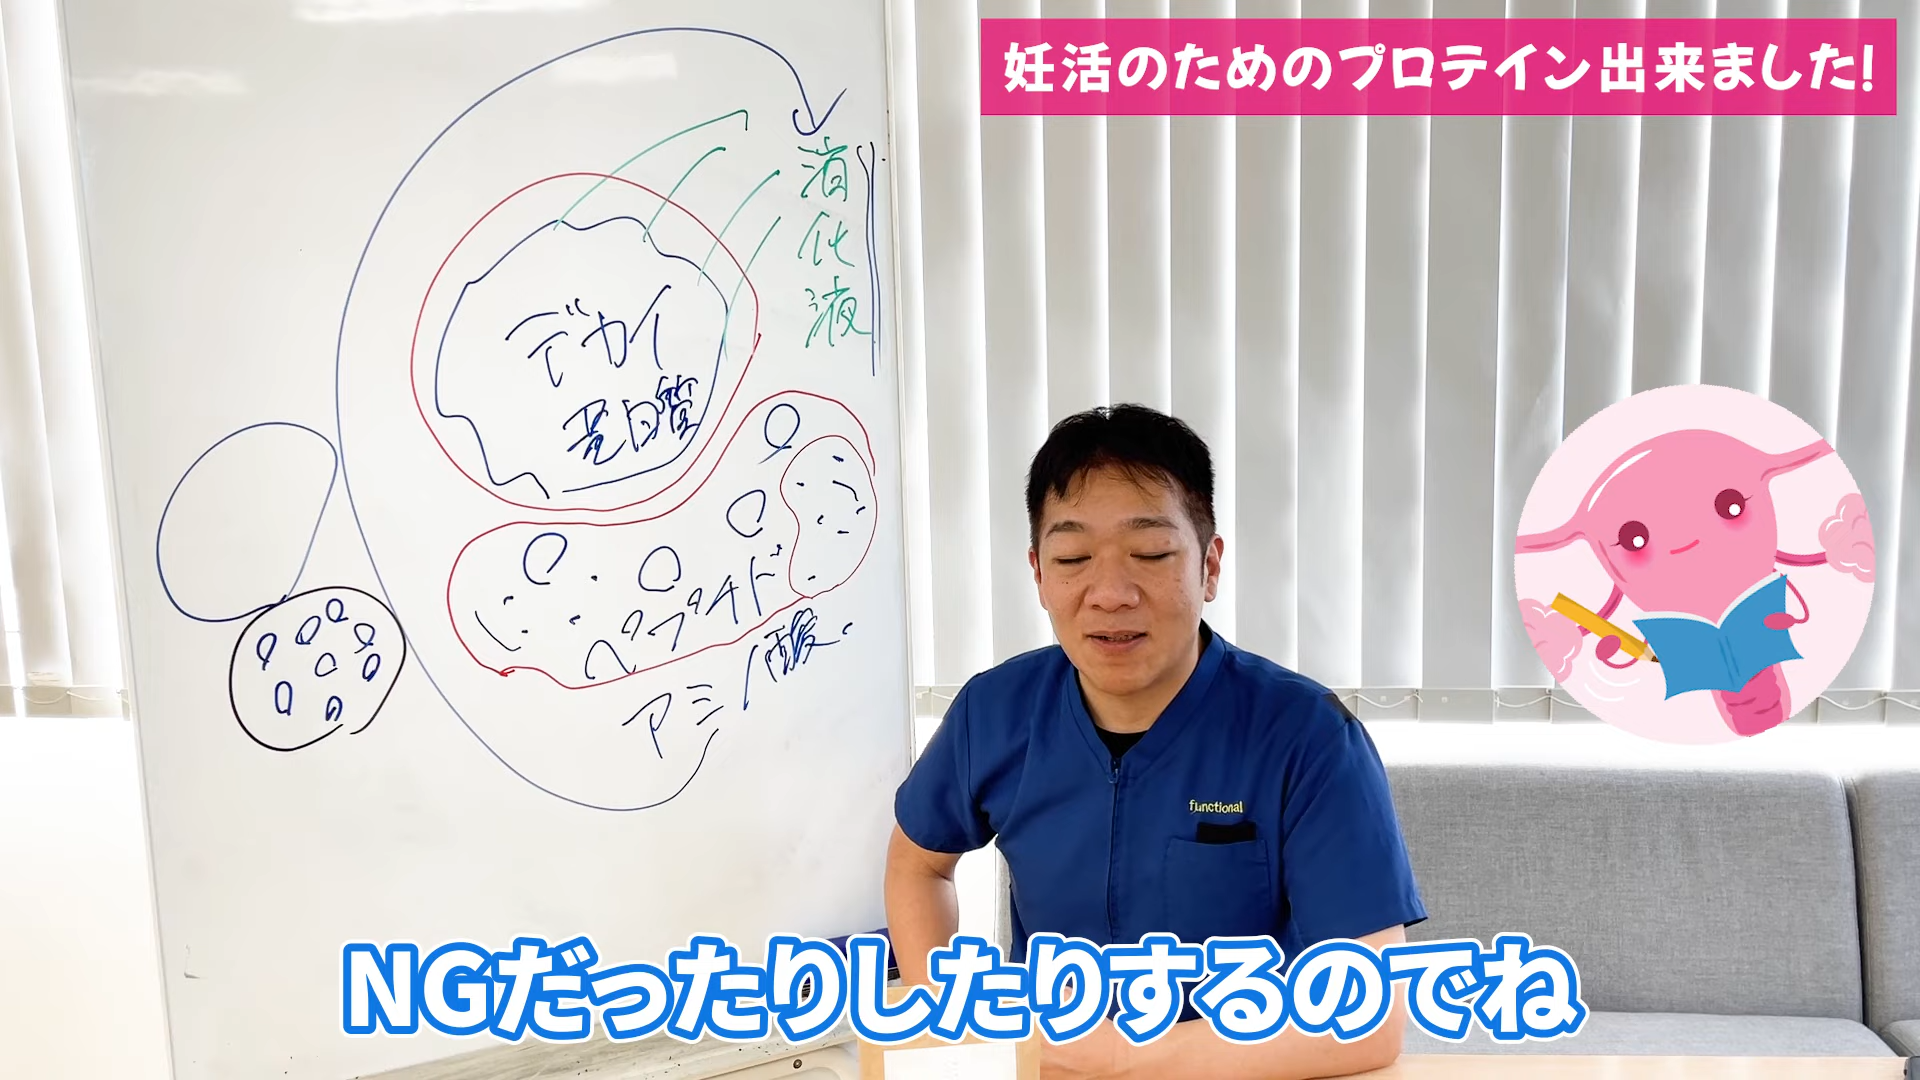 妊活のためのプロテイン出来ました!
消化液
デカイ
蛋白質
ペプチド
アミノ酸
functional
NGだったりしたりするのでね